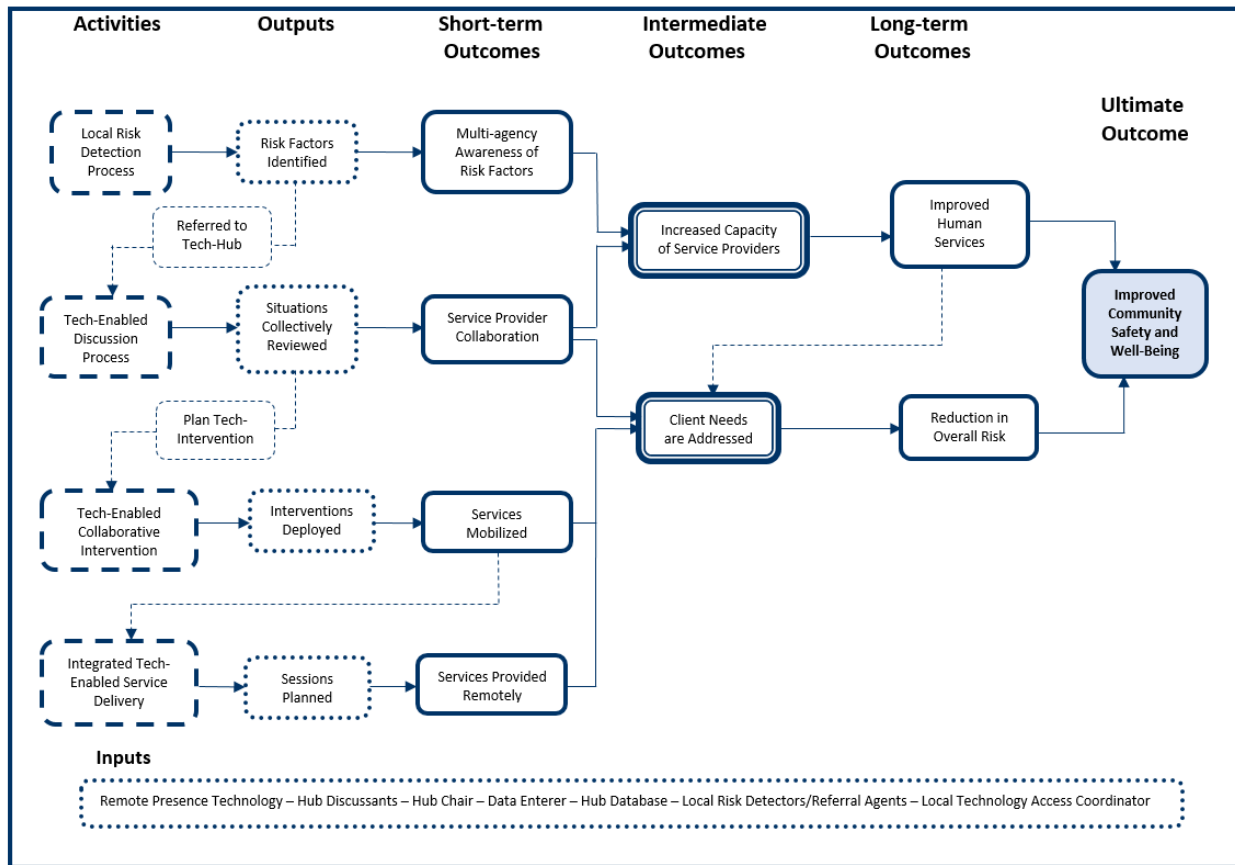 Activities
Outputs
Short-term
Outcomes
Intermediate
Outcomes
Long-term
Outcomes
Ultimate
Outcome
Local Risk
Detection
Process
Risk Factors
Identified
Multi-agency
Awareness of
Risk Factors
Referred to
Tech-Hub
Increased Capacity
of Service Providers
Improved
Human
Services
Improved
Community
Safety and
Well-Being
Tech-Enabled
Discussion
Process
Situations
Collectively
Reviewed
Service Provider
Collaboration
Plan Tech-
Intervention
Client Needs
are Addressed
Reduction in
Overall Risk
Tech-Enabled
Collaborative
Intervention
Interventions
Deployed
Services
Mobilized
Integrated Tech-
Enabled Service
Delivery
Sessions
Planned
Services Provided
Remotely
Inputs
Remote Presence Technology – Hub Discussants – Hub Chair – Data Enterer – Hub Database – Local Risk Detectors/Referral Agents – Local Technology Access Coordinator